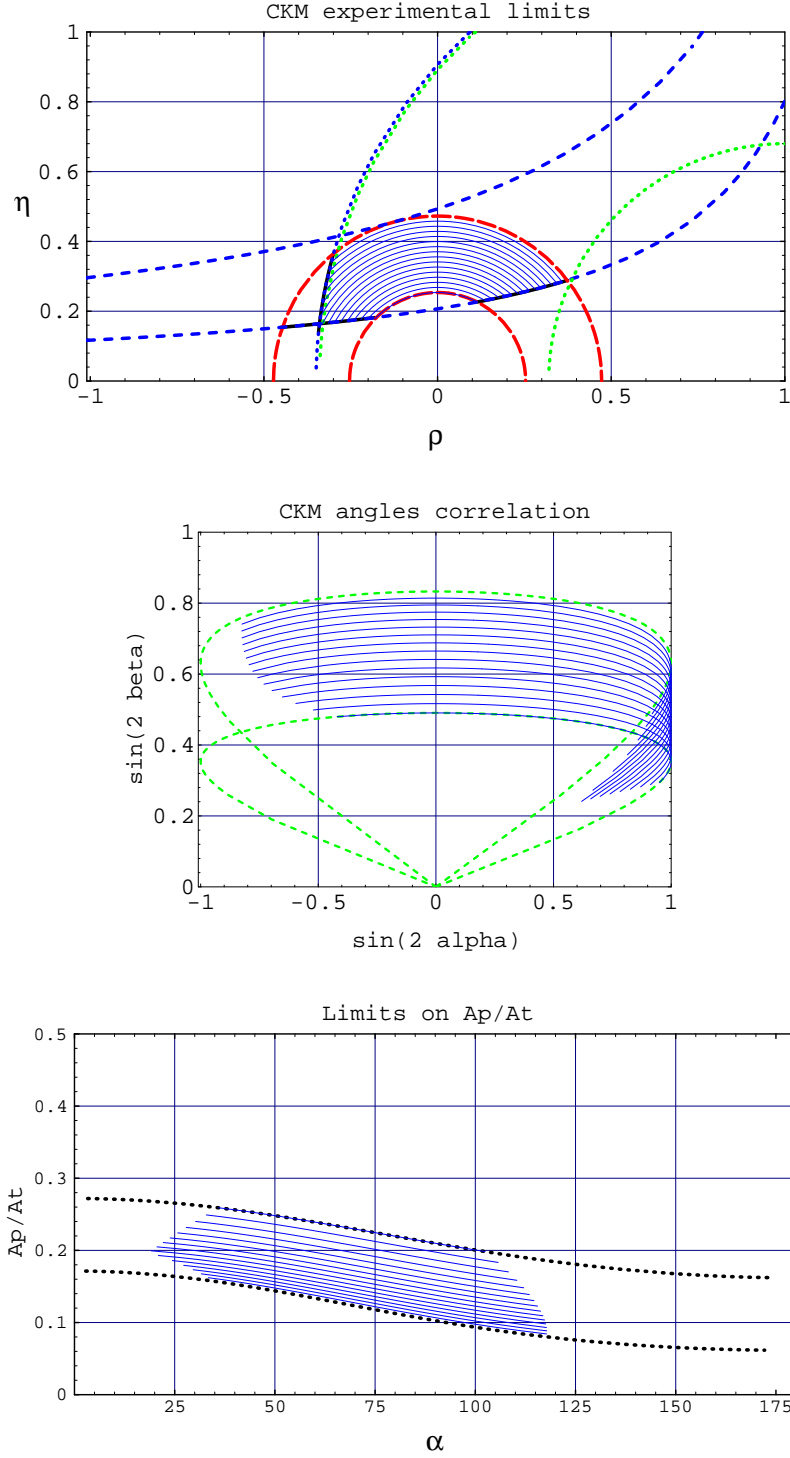 CKM experimental limits
1
0.8
0.6
η
0.4
0.2
0
-1 -0.5 0 0.5 1
ρ
CKM angles correlation
1
0.8
0.6
sin(2 beta)
0.4
0.2
0
-1 -0.5 0 0.5 1
sin(2 alpha)
Limits on Ap/At
0.5
0.4
0.3
Ap/At
0.2
0.1
0
25 50 75 100 125 150 175
α